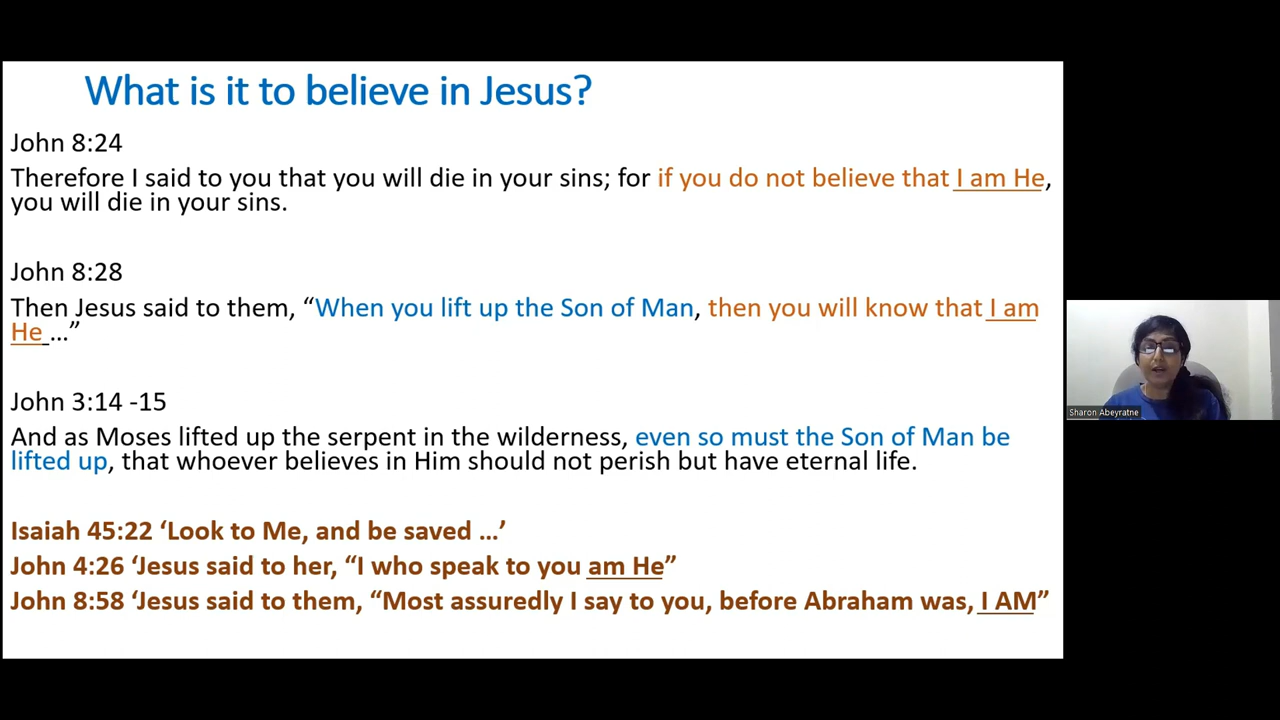 What is it to believe in Jesus?
John 8:24
Therefore I said to you that you will die in your sins; for if you do not believe that I am He,
you will die in your sins.
John 8:28
Then Jesus said to them, “When you lift up the Son of Man, then you will know that I am
He …”
John 3:14 -15
And as Moses lifted up the serpent in the wilderness, even so must the Son of Man be
lifted up, that whoever believes in Him should not perish but have eternal life.
Isaiah 45:22 ‘Look to Me, and be saved …’
John 4:26 ‘Jesus said to her, “I who speak to you am He”
John 8:58 ‘Jesus said to them, “Most assuredly I say to you, before Abraham was, I AM”
Sharon Abeyratne